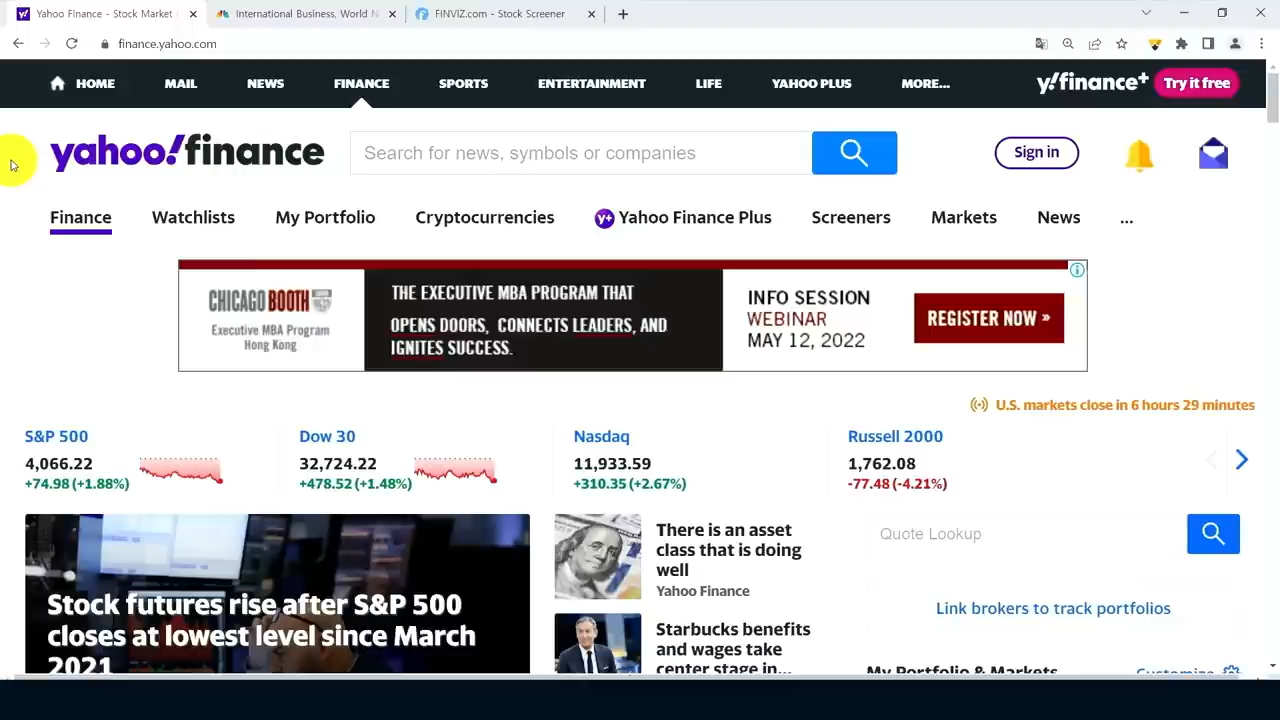 Yahoo Finance - Stock Market
International Business, World N
FINVIZ.com - Stock Screener
finance.yahoo.com
HOME MAIL NEWS FINANCE SPORTS ENTERTAINMENT LIFE YAHOO PLUS MORE... y!finance+ Try it free
yahoo!finance Search for news, symbols or companies Sign in
Finance Watchlists My Portfolio Cryptocurrencies y+ Yahoo Finance Plus Screeners Markets News ...
CHICAGO BOOTH
Executive MBA Program
Hong Kong
THE EXECUTIVE MBA PROGRAM THAT
OPENS DOORS, CONNECTS LEADERS, AND
IGNITES SUCCESS.
INFO SESSION
WEBINAR
MAY 12, 2022
REGISTER NOW »
U.S. markets close in 6 hours 29 minutes
S&P 500
4,066.22
+74.98 (+1.88%)
Dow 30
32,724.22
+478.52 (+1.48%)
Nasdaq
11,933.59
+310.35 (+2.67%)
Russell 2000
1,762.08
-77.48 (-4.21%)
Stock futures rise after S&P 500
closes at lowest level since March
2021
There is an asset
class that is doing
well
Yahoo Finance
Starbucks benefits
and wages take
center stage in...
Quote Lookup
Link brokers to track portfolios
My Portfolio & Markets
Customize